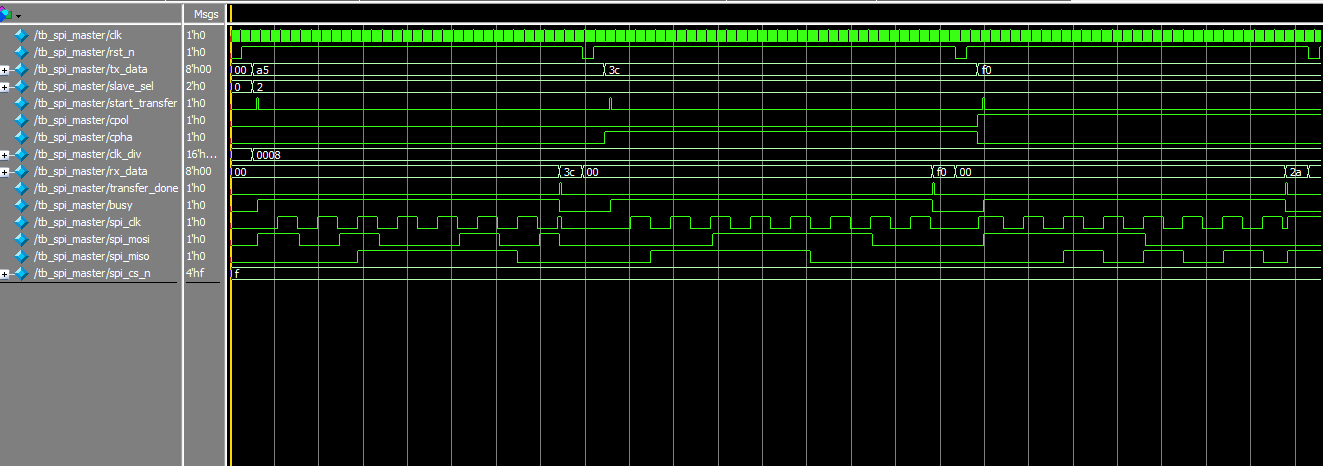 Msgs
/tb_spi_master/clk 1'h0
/tb_spi_master/rst_n 1'h0
/tb_spi_master/tx_data 8'h00 00 a5 3c f0
/tb_spi_master/slave_sel 2'h0 0 2
/tb_spi_master/start_transfer 1'h0
/tb_spi_master/cpol 1'h0
/tb_spi_master/cpha 1'h0
/tb_spi_master/clk_div 16'h... 0008
/tb_spi_master/rx_data 8'h00 00 3c 00 f0 00 2a
/tb_spi_master/transfer_done 1'h0
/tb_spi_master/busy 1'h0
/tb_spi_master/spi_clk 1'h0
/tb_spi_master/spi_mosi 1'h0
/tb_spi_master/spi_miso 1'h0
/tb_spi_master/spi_cs_n 4'hf f